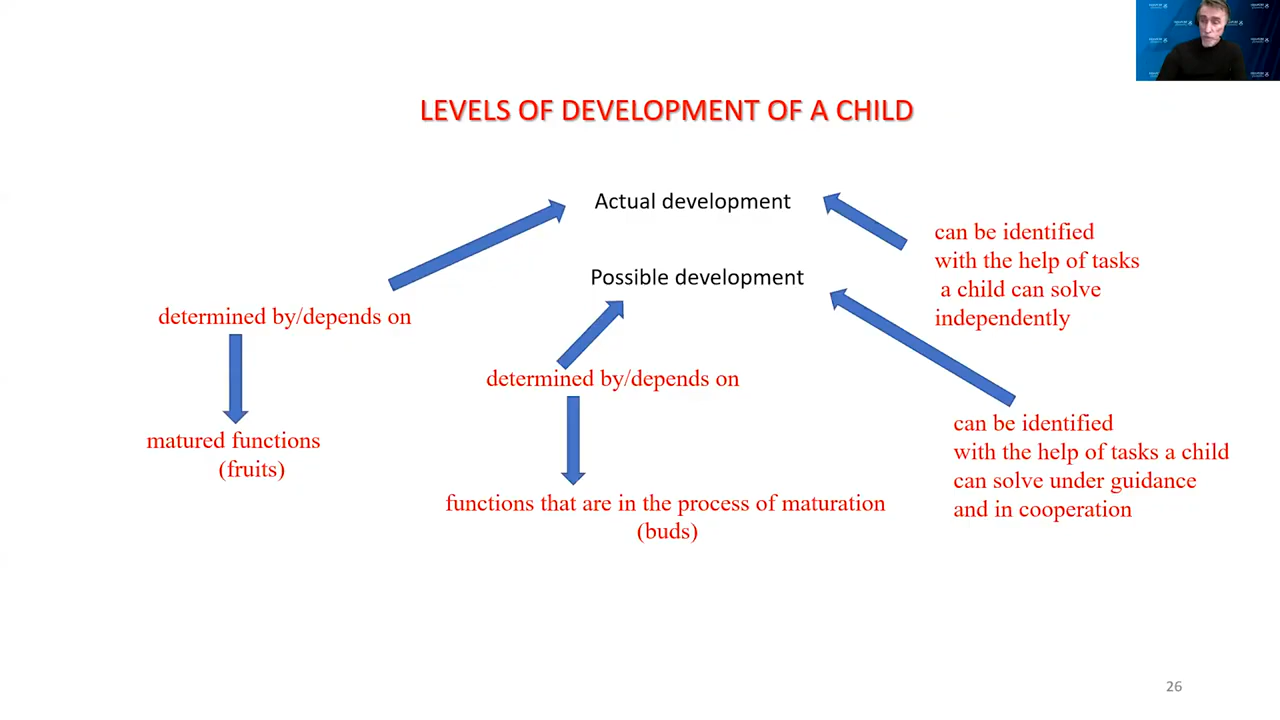 LEVELS OF DEVELOPMENT OF A CHILD
Actual development
can be identified
with the help of tasks
a child can solve
independently
Possible development
determined by/depends on
matured functions
(fruits)
determined by/depends on
functions that are in the process of maturation
(buds)
can be identified
with the help of tasks a child
can solve under guidance
and in cooperation
26